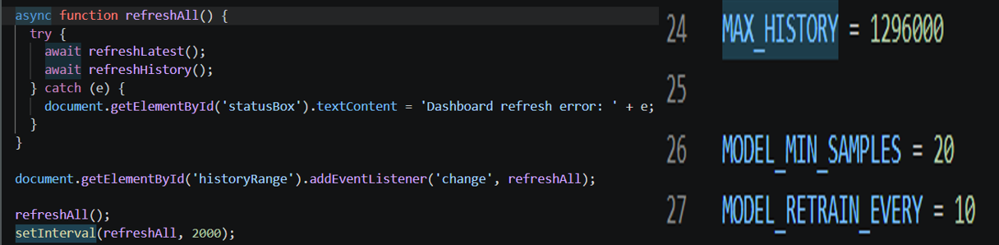 async function refreshAll() {
  try {
    await refreshLatest();
    await refreshHistory();
  } catch (e) {
    document.getElementById('statusBox').textContent = 'Dashboard refresh error: ' + e;
  }
}
document.getElementById('historyRange').addEventListener('change', refreshAll);
refreshAll();
setInterval(refreshAll, 2000);
24 MAX_HISTORY = 1296000
25
26 MODEL_MIN_SAMPLES = 20
27 MODEL_RETRAIN_EVERY = 10